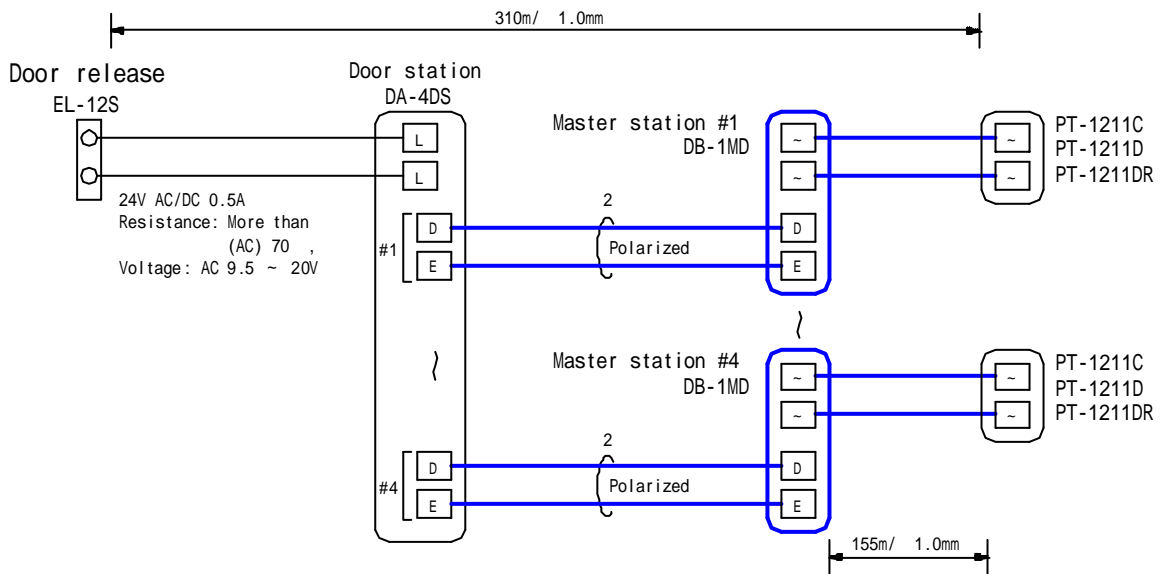 310m/ 1.0mm
Door release
EL-12S
Door station
DA-4DS
L
L
24V AC/DC 0.5A
Resistance: More than
(AC) 70 ,
Voltage: AC 9.5 ~ 20V
#1
D
E
2
Polarized
Master station #1
DB-1MD
~
~
D
E
~
~
PT-1211C
PT-1211D
PT-1211DR
#4
D
E
2
Polarized
Master station #4
DB-1MD
~
~
D
E
~
~
PT-1211C
PT-1211D
PT-1211DR
155m/ 1.0mm